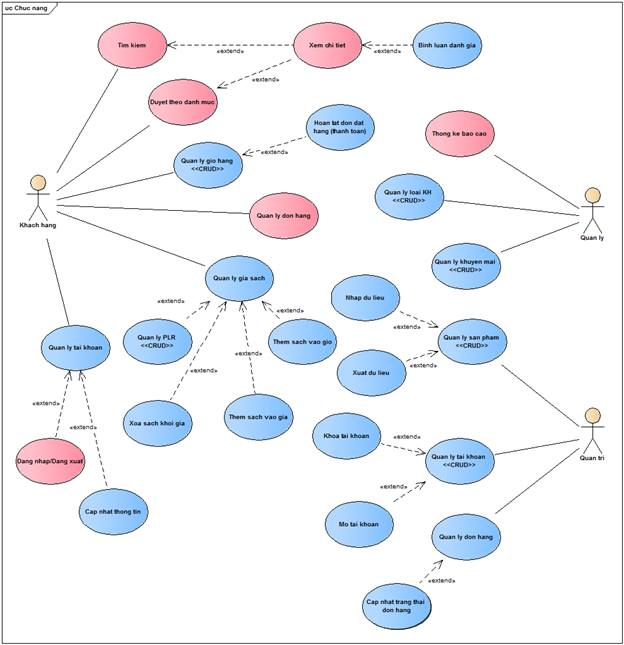 uc Chuc nang
Tim kiem
«extend»
Xem chi tiet
«extend»
Binh luan danh gia
«extend»
Duyet theo danh muc
Hoan tat don dat
hang (thanh toan)
Thong ke bao cao
Quan ly gio hang
<<CRUD>>
«extend»
Khach hang
Quan ly loai KH
<<CRUD>>
Quan ly don hang
Quan ly
Quan ly khuyen mai
<<CRUD>>
Quan ly gia sach
Nhap du lieu
«extend»
«extend»
«extend»
Quan ly PLR
<<CRUD>>
Them sach vao gio
Quan ly san pham
<<CRUD>>
Quan ly tai khoan
«extend»
«extend»
Xuat du lieu
«extend»
«extend»
«extend»
Xoa sach khoi gia
Them sach vao gia
Khoa tai khoan
«extend»
Quan tri
Dang nhap/Dang xuat
Quan ly tai khoan
<<CRUD>>
«extend»
Cap nhat thong tin
Mo tai khoan
Quan ly don hang
«extend»
Cap nhat trang thai
don hang